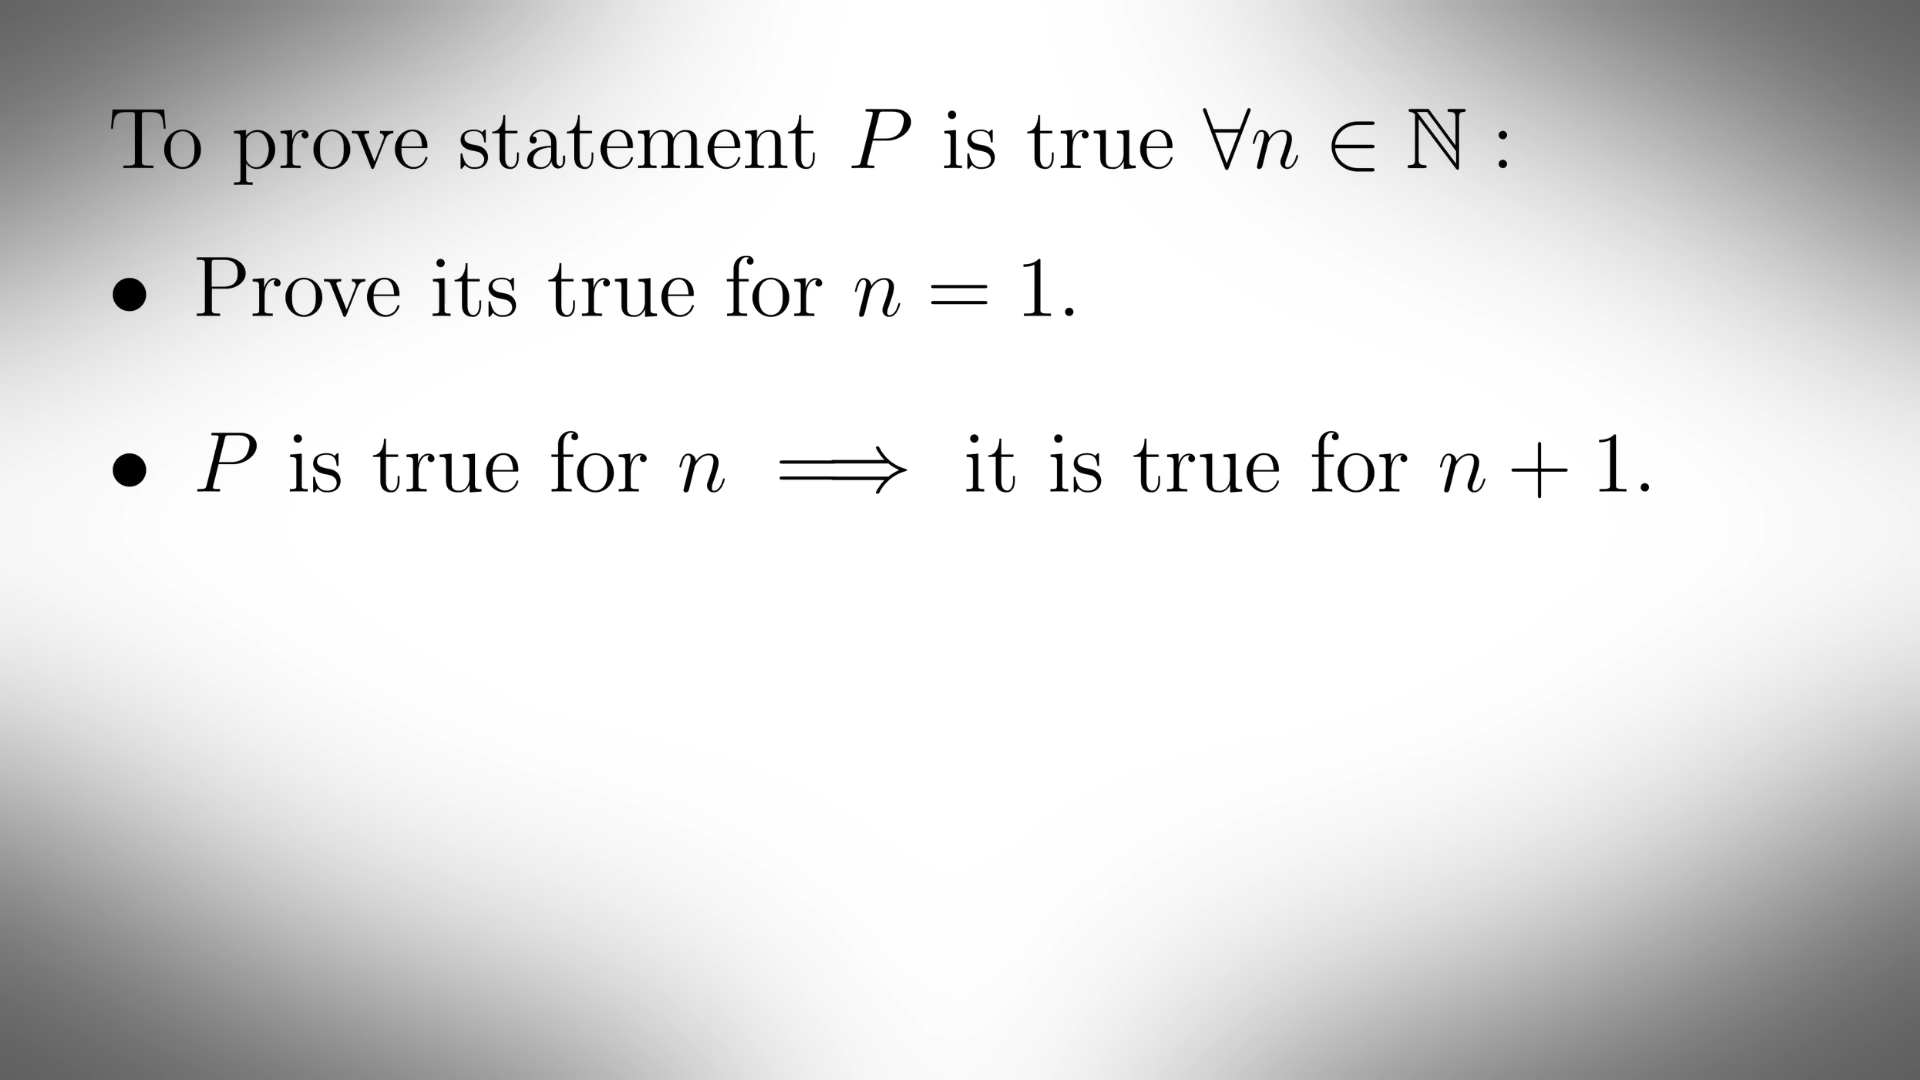 To prove statement P is true ∀n ∈ ℕ :
• Prove its true for n = 1.
• P is true for n ⟹ it is true for n + 1.